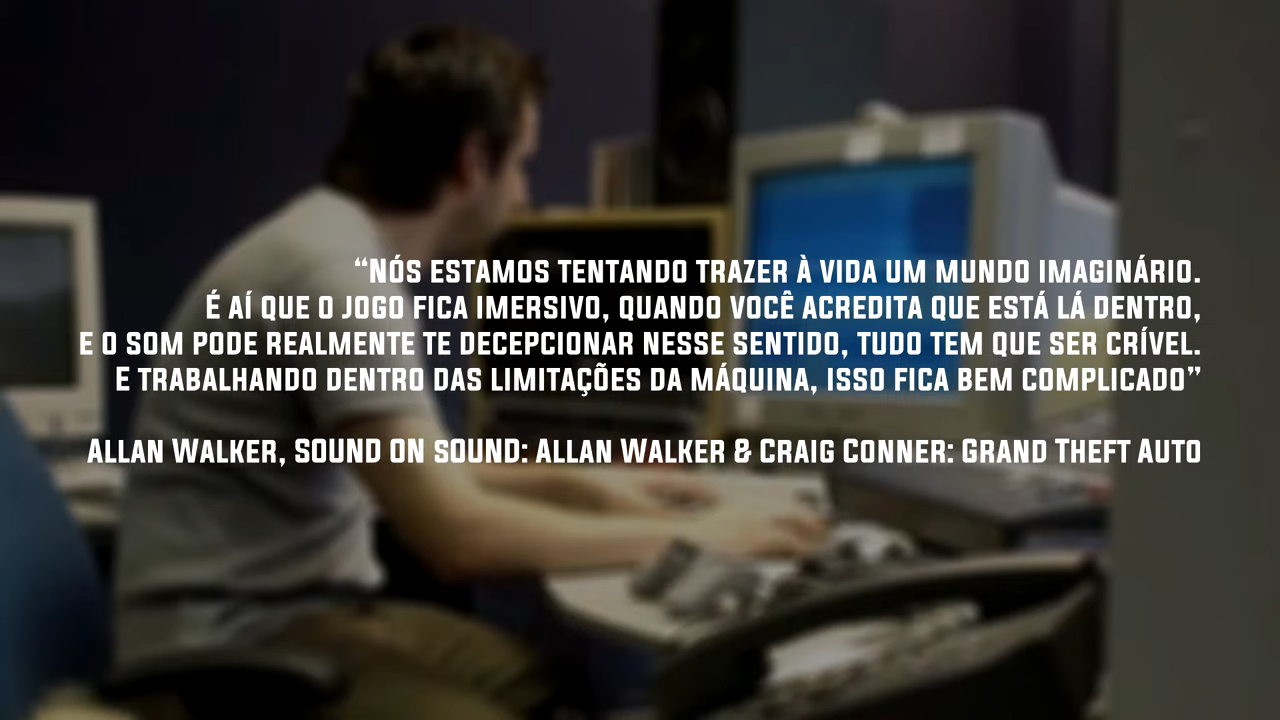 “Nós estamos tentando trazer à vida um mundo imaginário.
É aí que o jogo fica imersivo, quando você acredita que está lá dentro,
e o som pode realmente te decepcionar nesse sentido, tudo tem que ser crível.
E trabalhando dentro das limitações da máquina, isso fica bem complicado”
Allan Walker, SOUND ON SOUND: Allan Walker & Craig Conner: Grand Theft Auto